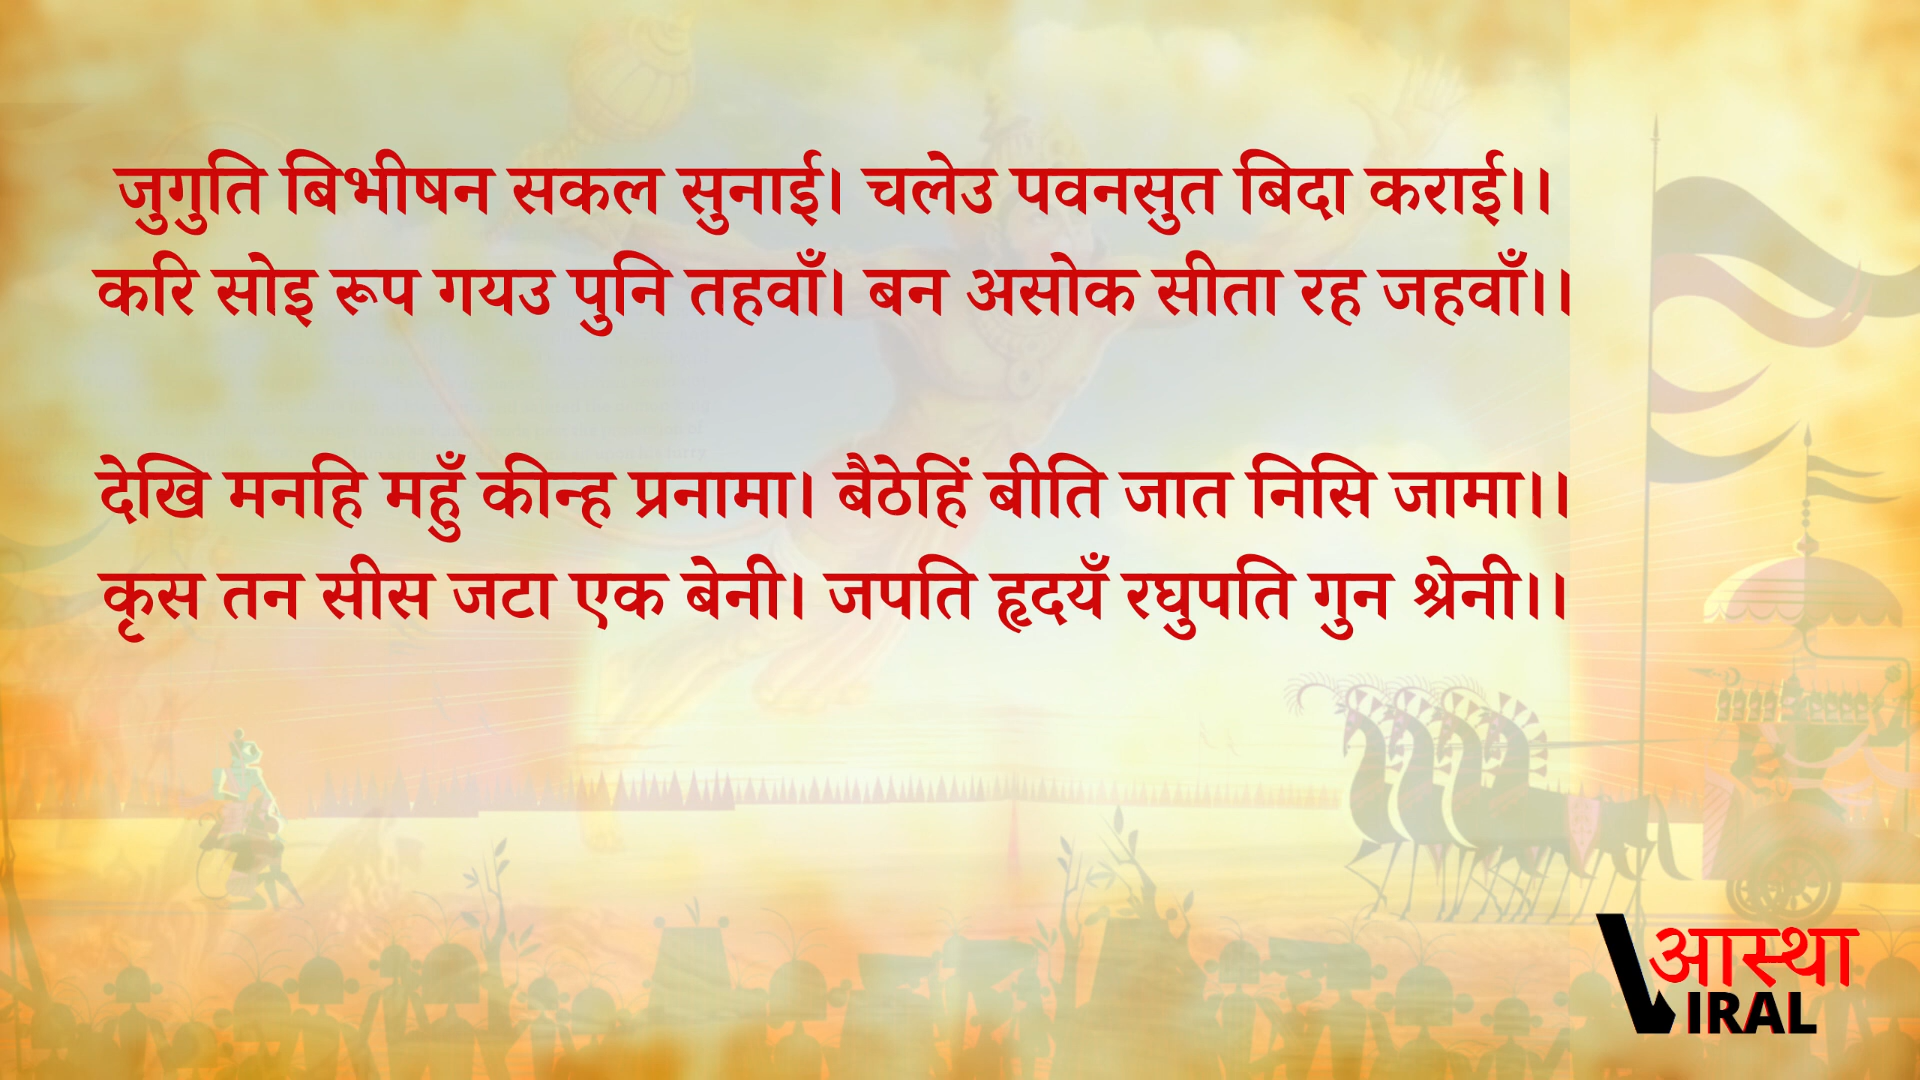 जुगुति बिभीषन सकल सुनाई। चलेउ पवनसुत बिदा कराई।।
करि सोइ रूप गयउ पुनि तहवाँ। बन असोक सीता रह जहवाँ।।
देखि मनहि महुँ कीन्ह प्रनामा। बैठेहिं बीति जात निसि जामा।।
कृस तन सीस जटा एक बेनी। जपति हृदयँ रघुपति गुन श्रेनी।।
आस्था
VIRAL